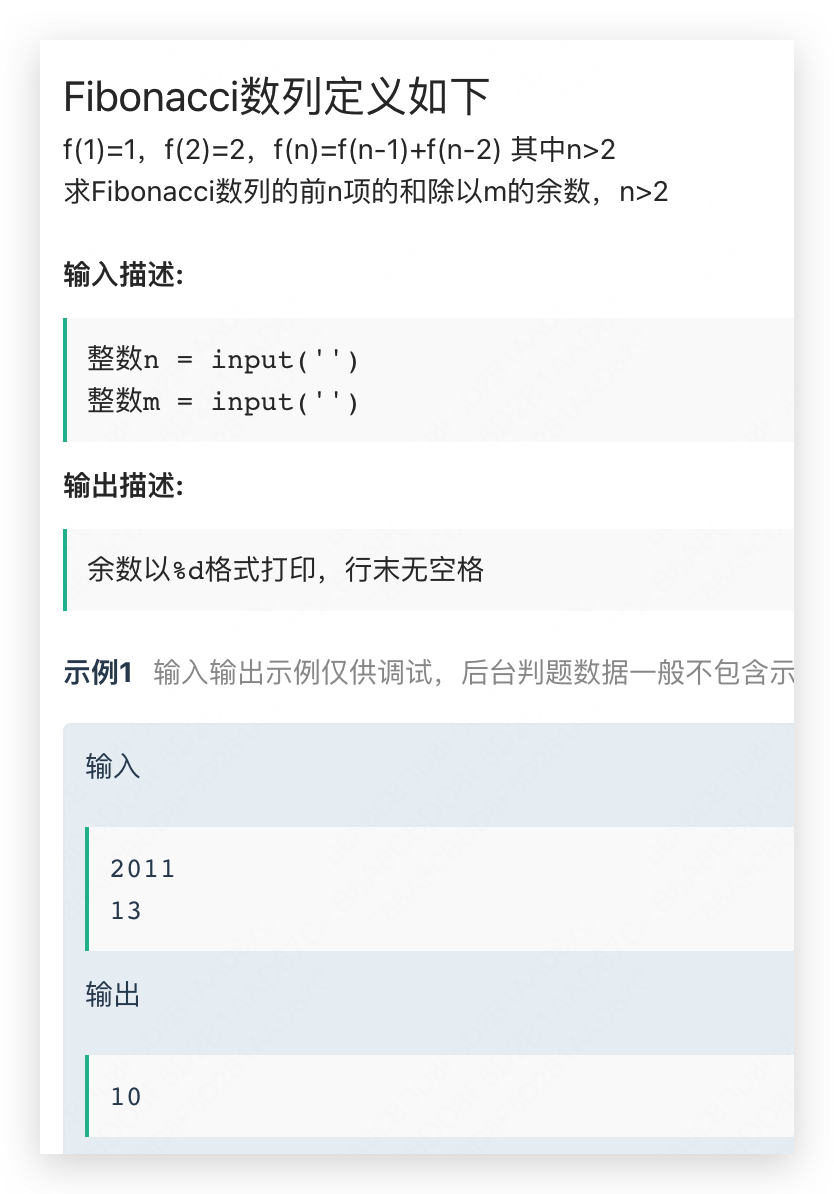 Fibonacci数列定义如下
f(1)=1，f(2)=2，f(n)=f(n-1)+f(n-2) 其中n>2
求Fibonacci数列的前n项的和除以m的余数，n>2
输入描述:
整数n = input('')
整数m = input('')
输出描述:
余数以%d格式打印，行末无空格
示例1 输入输出示例仅供调试，后台判题数据一般不包含示
输入
2011
13
输出
10